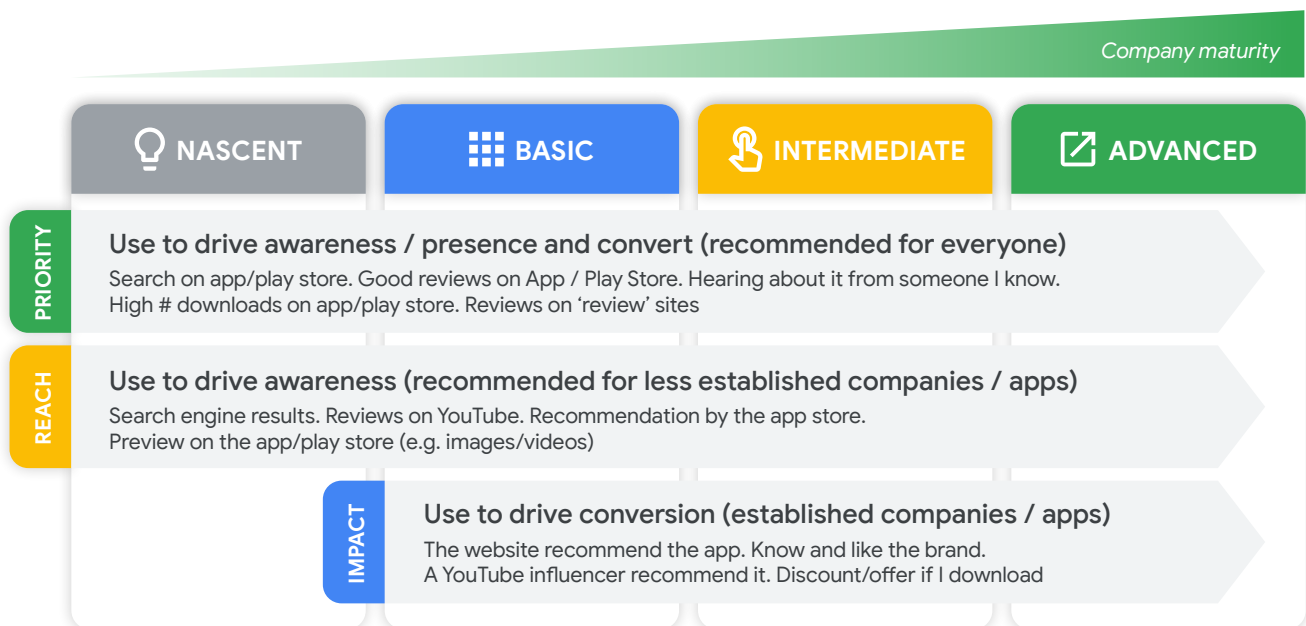 Company maturity
NASCENT
BASIC
INTERMEDIATE
ADVANCED
PRIORITY
Use to drive awareness / presence and convert (recommended for everyone)
Search on app/play store. Good reviews on App / Play Store. Hearing about it from someone I know.
High # downloads on app/play store. Reviews on ‘review’ sites
REACH
Use to drive awareness (recommended for less established companies / apps)
Search engine results. Reviews on YouTube. Recommendation by the app store.
Preview on the app/play store (e.g. images/videos)
IMPACT
Use to drive conversion (established companies / apps)
The website recommend the app. Know and like the brand.
A YouTube influencer recommend it. Discount/offer if I download